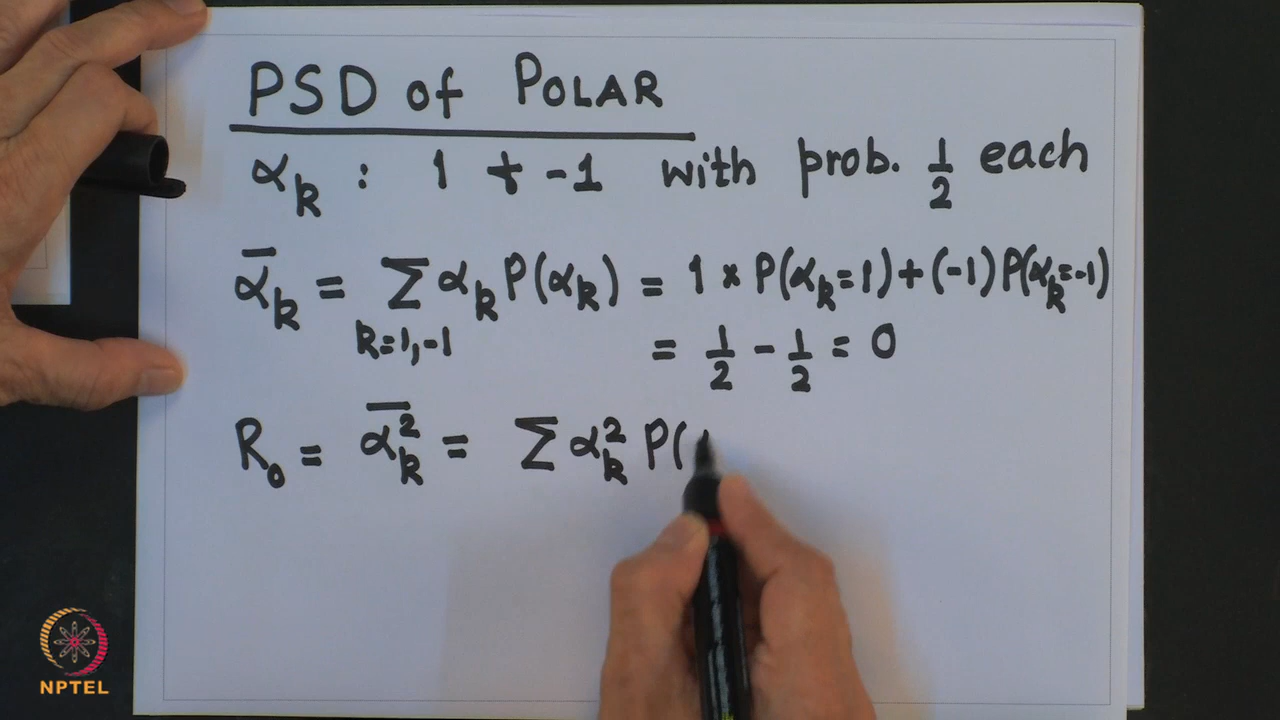 PSD of POLAR
αₖ : 1 + -1 with prob. 1/2 each
ᾱₖ = Σ αₖ P(αₖ) = 1 × P(αₖ=1) + (-1) P(αₖ=-1)
k=1,-1
= 1/2 - 1/2 = 0
R₀ = \overline{αₖ²} = Σ αₖ² P(
NPTEL